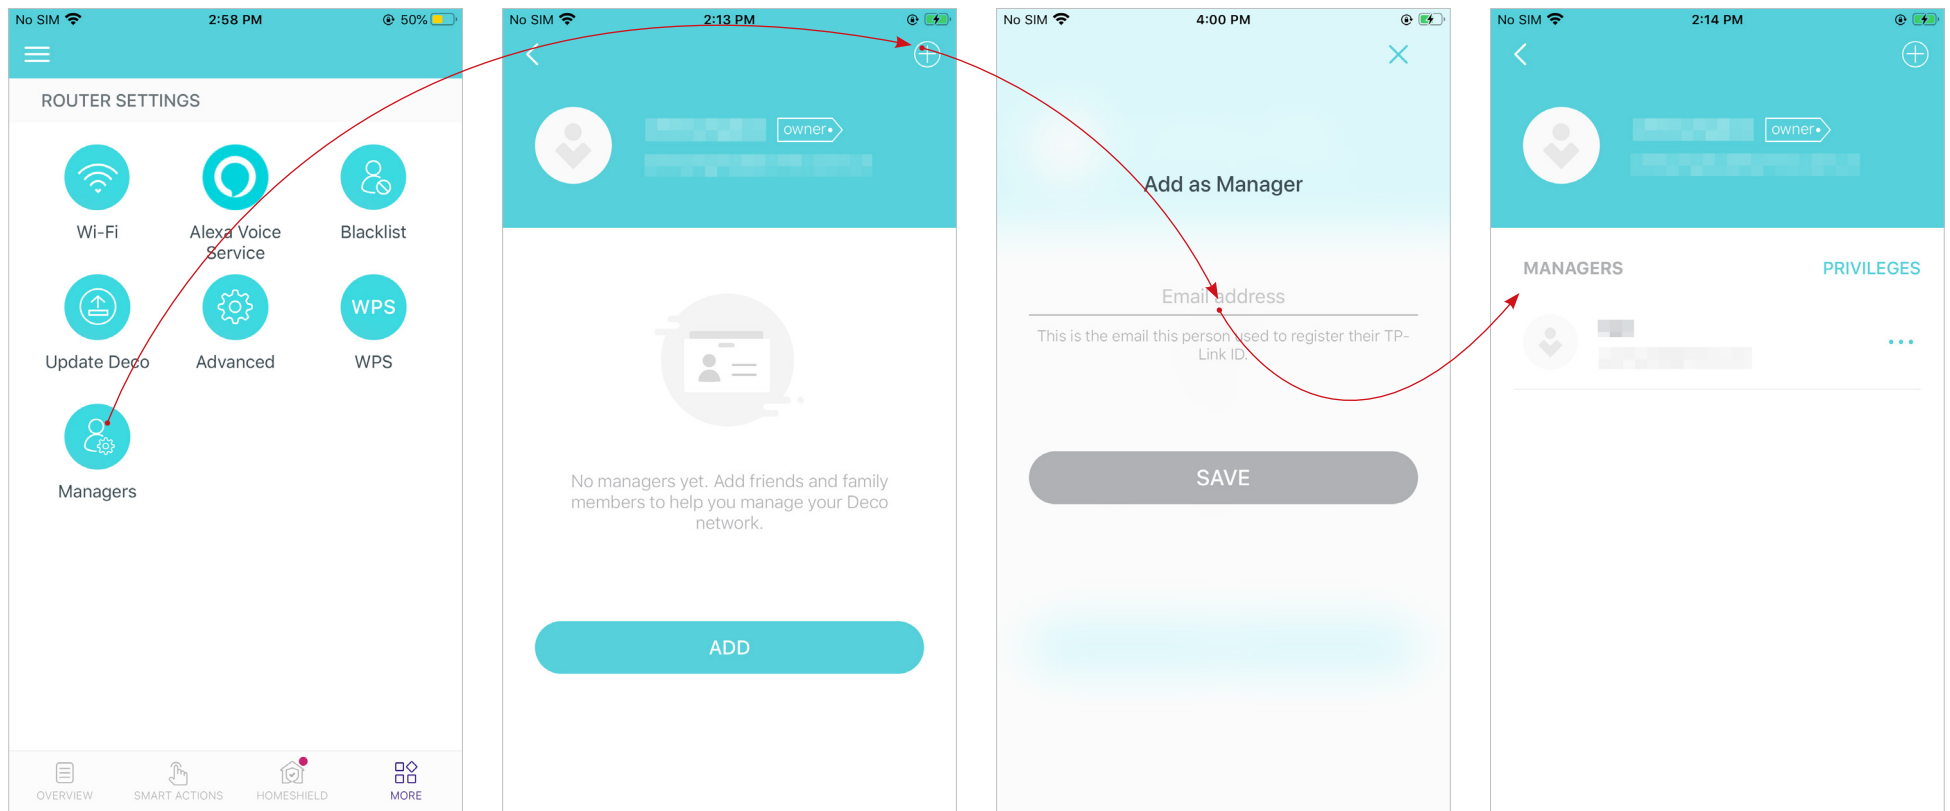 No SIM
2:58 PM
50%
ROUTER SETTINGS
Wi-Fi
Alexa Voice
Service
Blacklist
WPS
Update Deco
Advanced
WPS
Managers
OVERVIEW
SMART ACTIONS
HOMESHIELD
MORE
No SIM
2:13 PM
owner
No managers yet. Add friends and family
members to help you manage your Deco
network.
ADD
No SIM
4:00 PM
Add as Manager
Email address
This is the email this person used to register their TP-
Link ID.
SAVE
No SIM
2:14 PM
owner
MANAGERS
PRIVILEGES